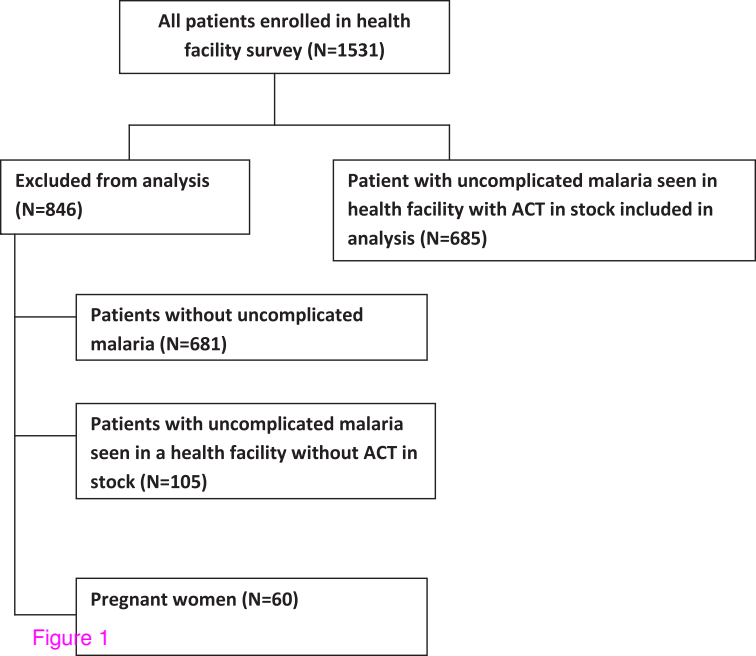 All patients enrolled in health
facility survey (N=1531)
Excluded from analysis
(N=846)
Patient with uncomplicated malaria seen in
health facility with ACT in stock included in
analysis (N=685)
Patients without uncomplicated
malaria (N=681)
Patients with uncomplicated malaria
seen in a health facility without ACT in
stock (N=105)
Pregnant women (N=60)
Figure 1